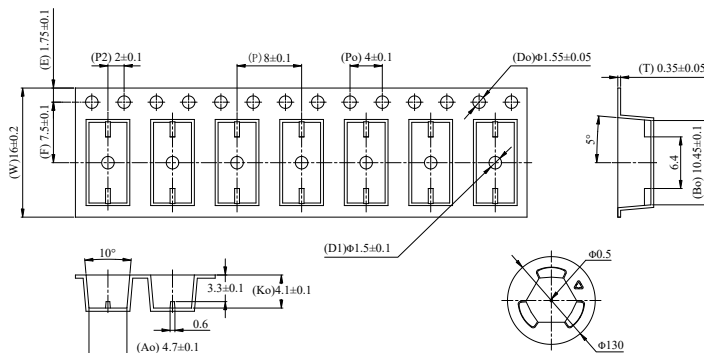 (E) 1.75±0.1
(P2) 2±0.1
(P) 8±0.1
(Po) 4±0.1
(Do)Φ1.55±0.05
(T) 0.35±0.05
(W)16±0.2
(F) 7.5±0.1
5°
6.4
(Bo) 10.45±0.1
(D1)Φ1.5±0.1
10°
3.3±0.1
(Ko)4.1±0.1
0.6
(Ao) 4.7±0.1
Φ0.5
Φ130